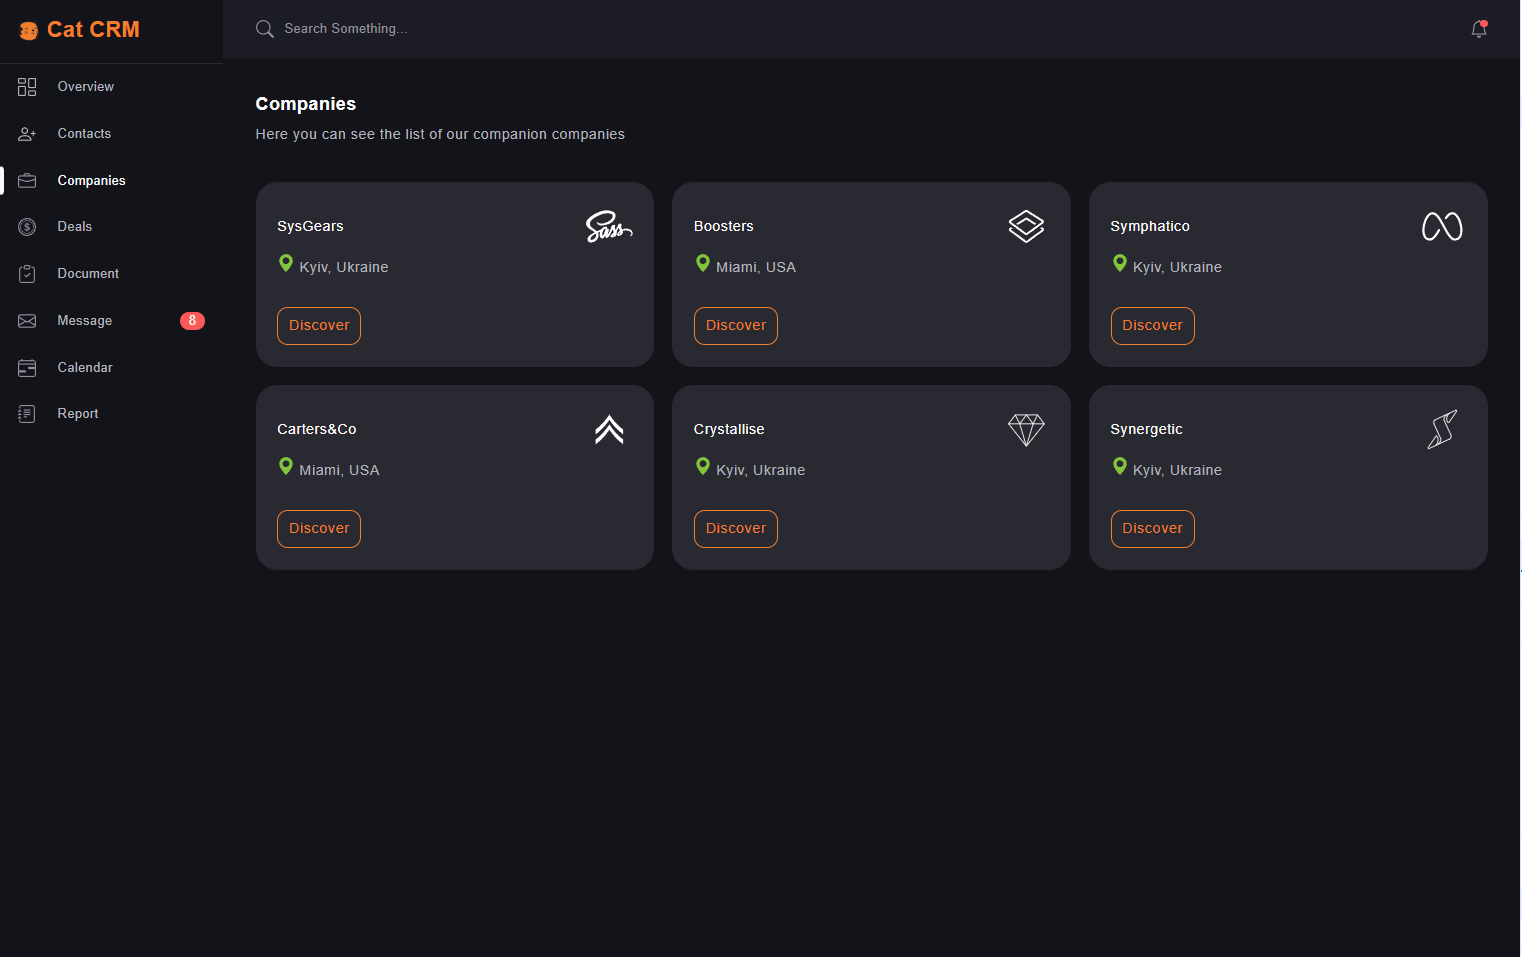 Cat CRM
Search Something...
Overview
Contacts
Companies
Deals
Document
Message 8
Calendar
Report
Companies
Here you can see the list of our companion companies
SysGears
Sass
Kyiv, Ukraine
Discover
Boosters
Miami, USA
Discover
Symphatico
Kyiv, Ukraine
Discover
Carters&Co
Miami, USA
Discover
Crystallise
Kyiv, Ukraine
Discover
Synergetic
Kyiv, Ukraine
Discover